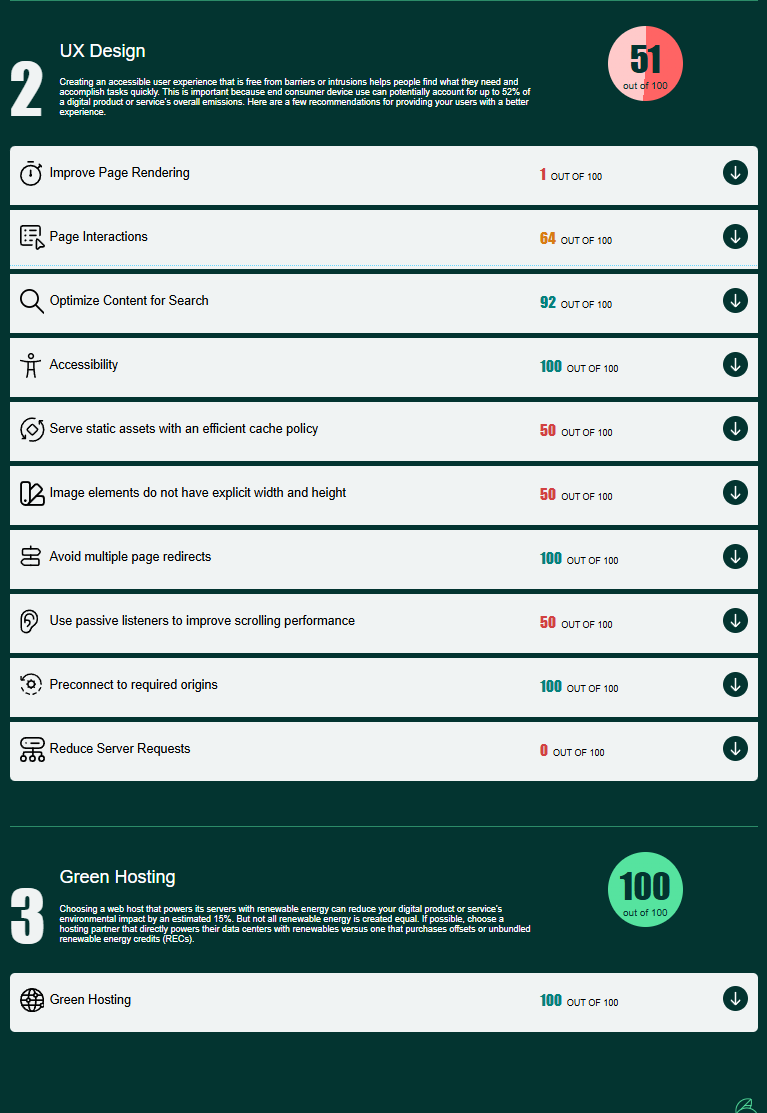 2
UX Design
51
out of 100
Creating an accessible user experience that is free from barriers or intrusions helps people find what they need and
accomplish tasks quickly. This is important because end consumer device use can potentially account for up to 52% of
a digital product or service's overall emissions. Here are a few recommendations for providing your users with a better
experience.
Improve Page Rendering 1 OUT OF 100
Page Interactions 64 OUT OF 100
Optimize Content for Search 92 OUT OF 100
Accessibility 100 OUT OF 100
Serve static assets with an efficient cache policy 50 OUT OF 100
Image elements do not have explicit width and height 50 OUT OF 100
Avoid multiple page redirects 100 OUT OF 100
Use passive listeners to improve scrolling performance 50 OUT OF 100
Preconnect to required origins 100 OUT OF 100
Reduce Server Requests 0 OUT OF 100
3
Green Hosting
100
out of 100
Choosing a web host that powers its servers with renewable energy can reduce your digital product or service's
environmental impact by an estimated 15%. But not all renewable energy is created equal. If possible, choose a
hosting partner that directly powers their data centers with renewables versus one that purchases offsets or unbundled
renewable energy credits (RECs).
Green Hosting 100 OUT OF 100